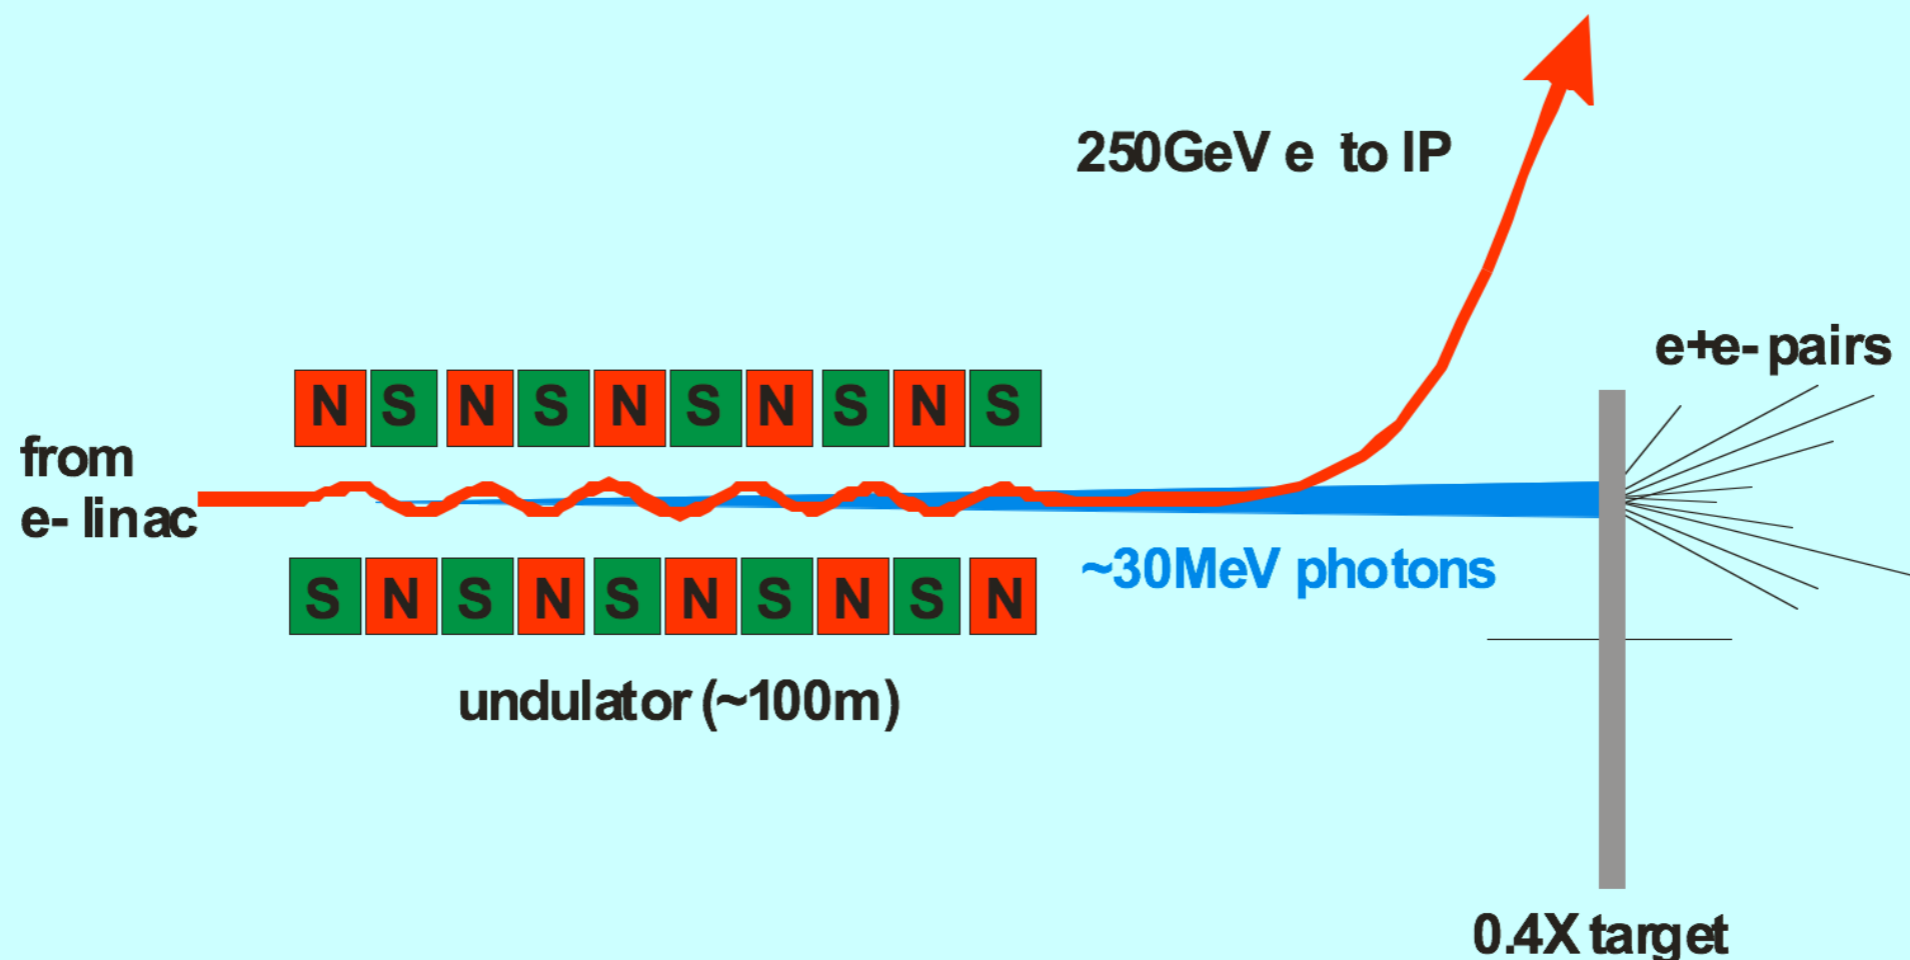 250GeV e to IP
e+e- pairs
N S N S N S N S N S
from
e- linac
S N S N S N S N S N
~30MeV photons
undulator (~100m)
0.4X target